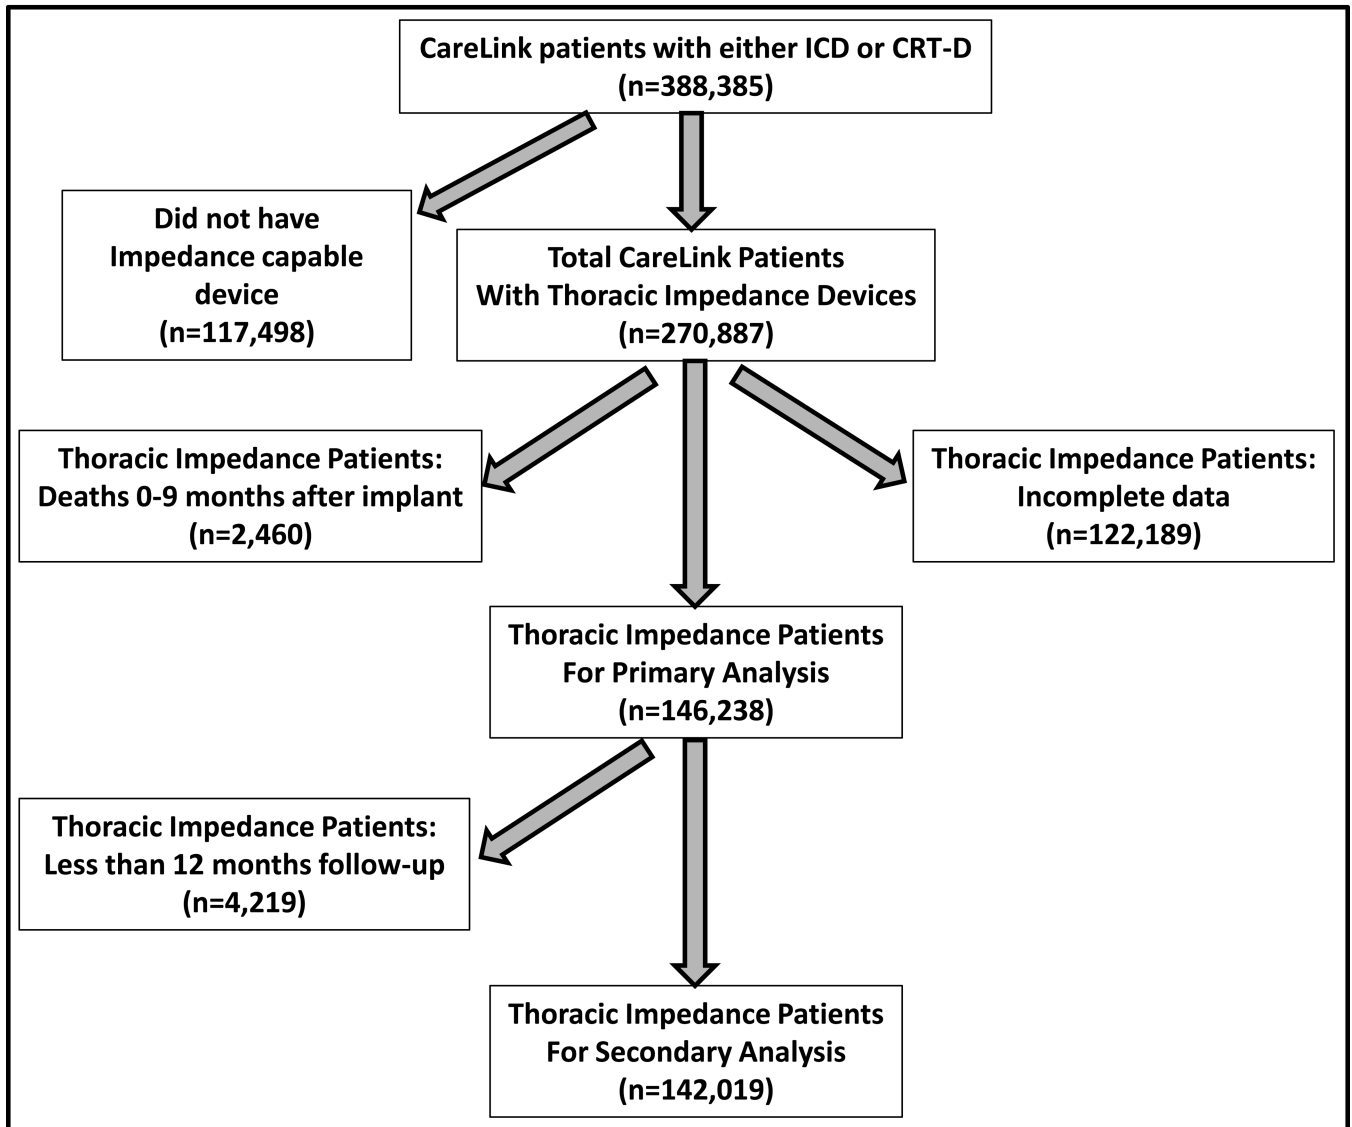 CareLink patients with either ICD or CRT-D
(n=388,385)
Did not have
Impedance capable
device
(n=117,498)
Total CareLink Patients
With Thoracic Impedance Devices
(n=270,887)
Thoracic Impedance Patients:
Deaths 0-9 months after implant
(n=2,460)
Thoracic Impedance Patients:
Incomplete data
(n=122,189)
Thoracic Impedance Patients
For Primary Analysis
(n=146,238)
Thoracic Impedance Patients:
Less than 12 months follow-up
(n=4,219)
Thoracic Impedance Patients
For Secondary Analysis
(n=142,019)